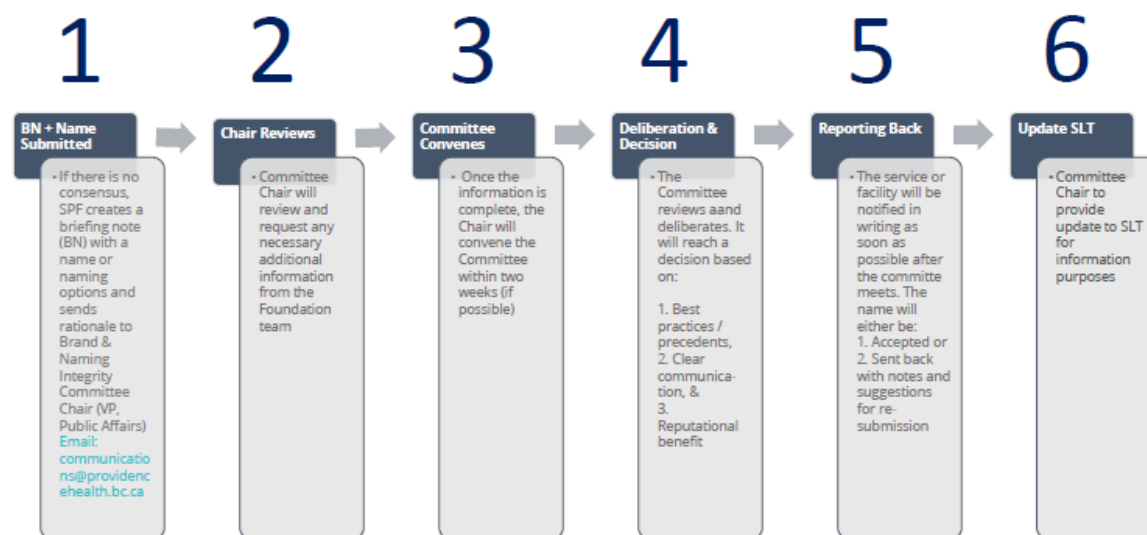 1
2
3
4
5
6
BN + Name
Submitted
• If there is no
consensus,
SPF creates a
briefing note
(BN) with a
name or
naming
options and
sends
rationale to
Brand &
Naming
Integrity
Committee
Chair (VP,
Public Affairs)
Email:
communicatio
ns@providenc
ehealth.bc.ca
Chair Reviews
• Committee
Chair will
review and
request any
necessary
additional
information
from the
Foundation
team
Committee
Convenes
• Once the
information is
complete, the
Chair will
convene the
Committee
within two
weeks (if
possible)
Deliberation &
Decision
• The
Committee
reviews aand
deliberates. It
will reach a
decision based
on:
1. Best
practices /
precedents,
2. Clear
communica-
tion, &
3.
Reputational
benefit
Reporting Back
• The service or
facility will be
notified in
writing as
soon as
possible after
the committe
meets. The
name will
either be:
1. Accepted or
2. Sent back
with notes and
suggestions
for re-
submission
Update SLT
• Committee
Chair to
provide
update to SLT
for
information
purposes